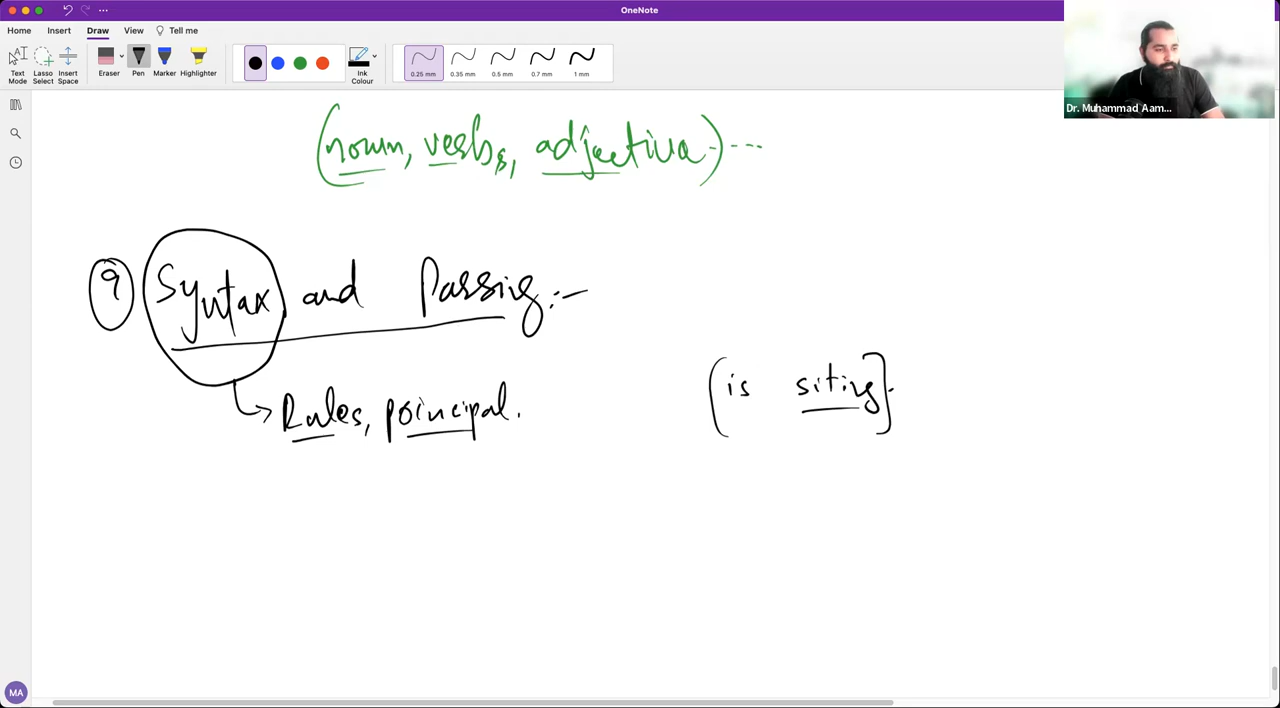 OneNote
Home Insert Draw View Tell me
Text Mode Lasso Select Insert Space Eraser Pen Marker Highlighter Ink Colour 0.25 mm 0.35 mm 0.5 mm 0.7 mm 1 mm
Dr. Muhammad Aam...
(noun, verbs, adjective)...
9 Syntax and Parsing :-
Rules, principal.
(is siting].
MA